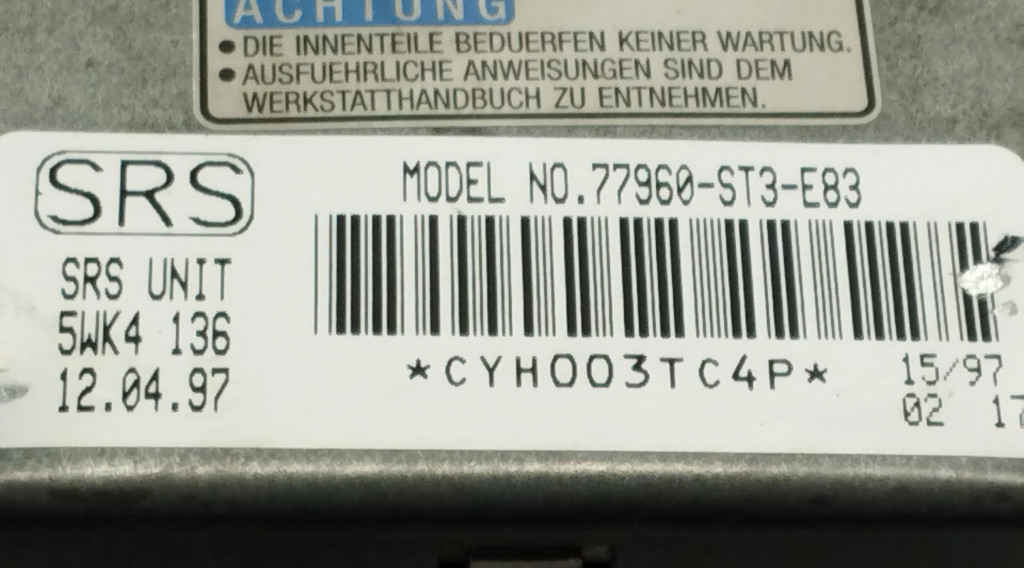 ACHTUNG
• DIE INNENTEILE BEDUERFEN KEINER WARTUNG.
• AUSFUEHRLICHE ANWEISUNGEN SIND DEM
WERKSTATTHANDBUCH ZU ENTNEHMEN.
SRS
MODEL NO.77960-ST3-E83
SRS UNIT
5WK4 136
12.04.97
*CYH003TC4P*
15/97
02 17